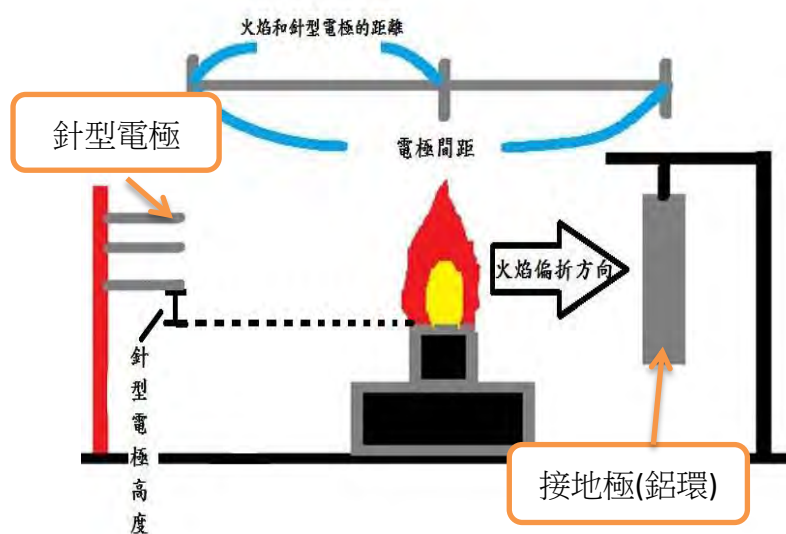 火焰和針型電極的距離
針型電極
電極間距
火焰偏折方向
針型電極高度
接地極(鋁環)